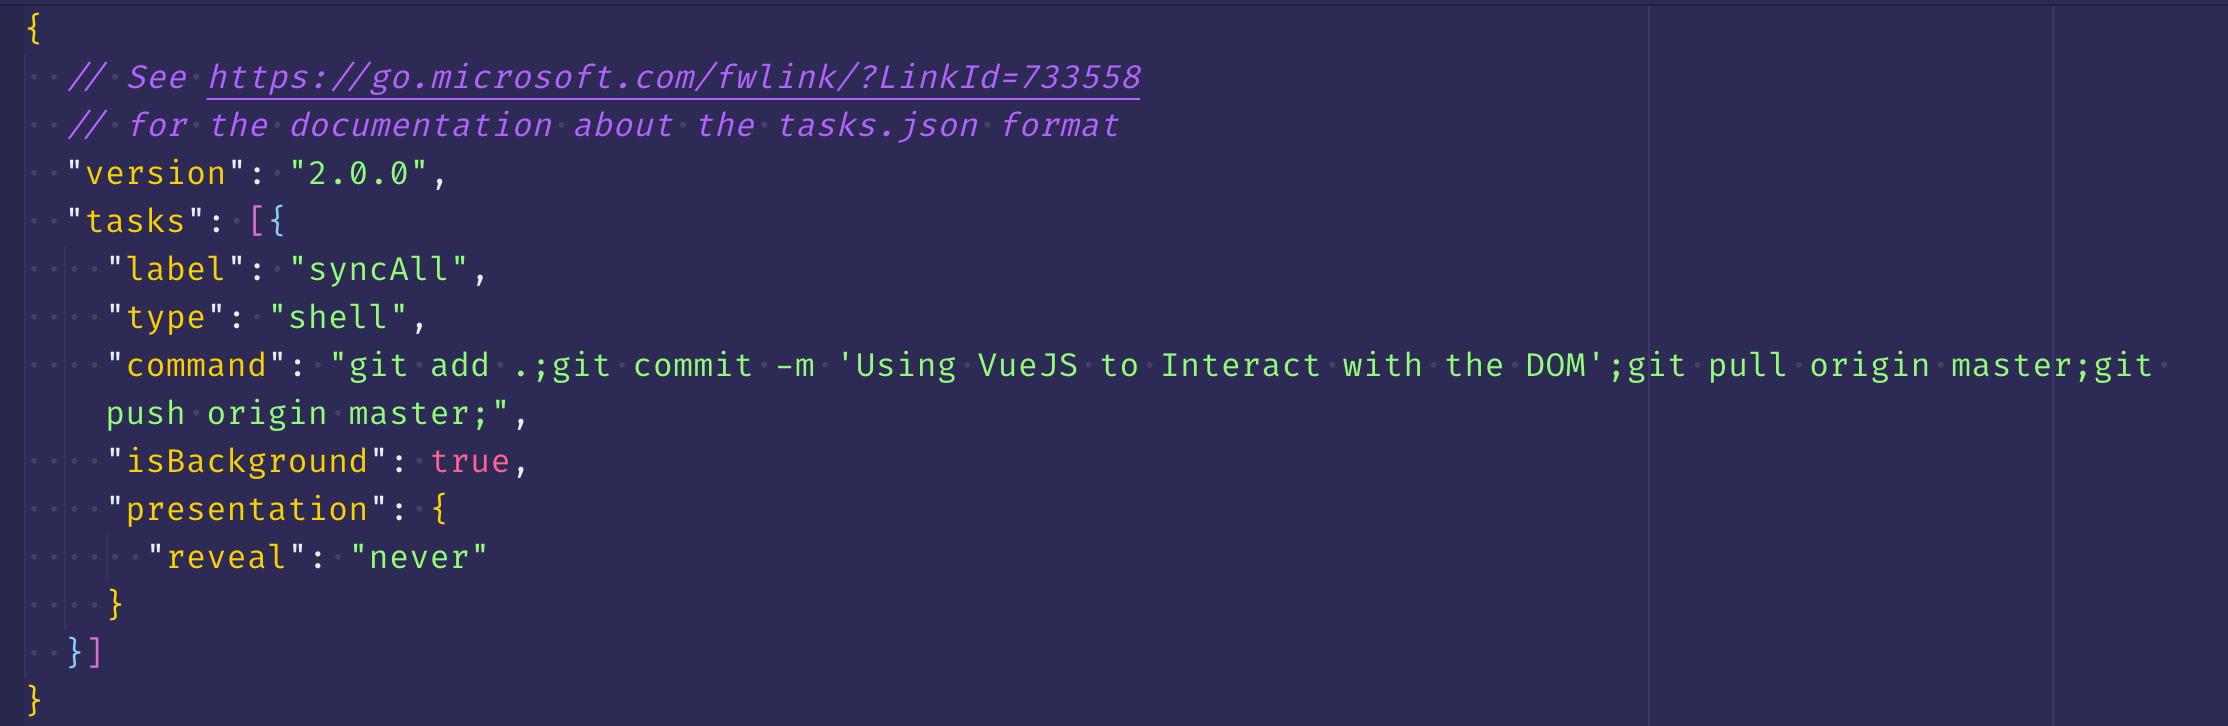 {
// See https://go.microsoft.com/fwlink/?LinkId=733558
// for the documentation about the tasks.json format
"version": "2.0.0",
"tasks": [{
"label": "syncAll",
"type": "shell",
"command": "git add .;git commit -m 'Using VueJS to Interact with the DOM';git pull origin master;git
push origin master;",
"isBackground": true,
"presentation": {
"reveal": "never"
}
}]
}